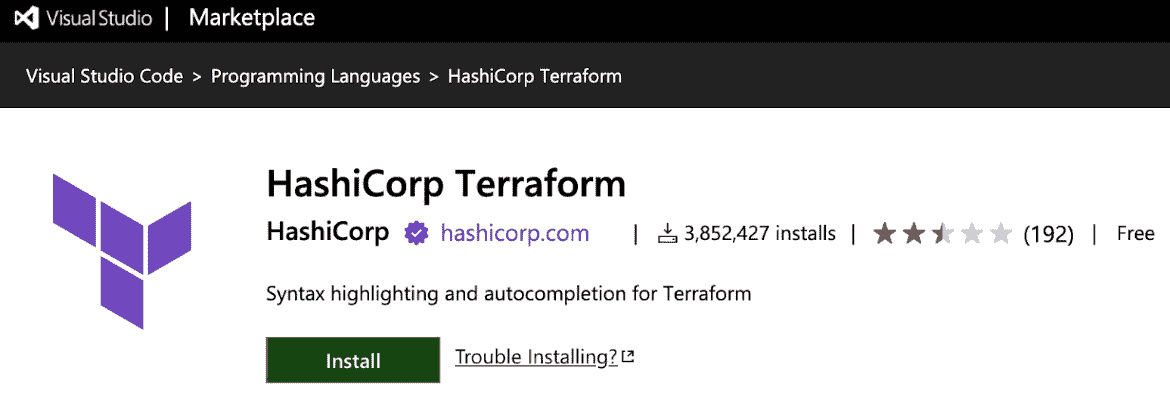 Visual Studio | Marketplace
Visual Studio Code > Programming Languages > HashiCorp Terraform
HashiCorp Terraform
HashiCorp hashicorp.com | 3,852,427 installs | (192) | Free
Syntax highlighting and autocompletion for Terraform
Install Trouble Installing?